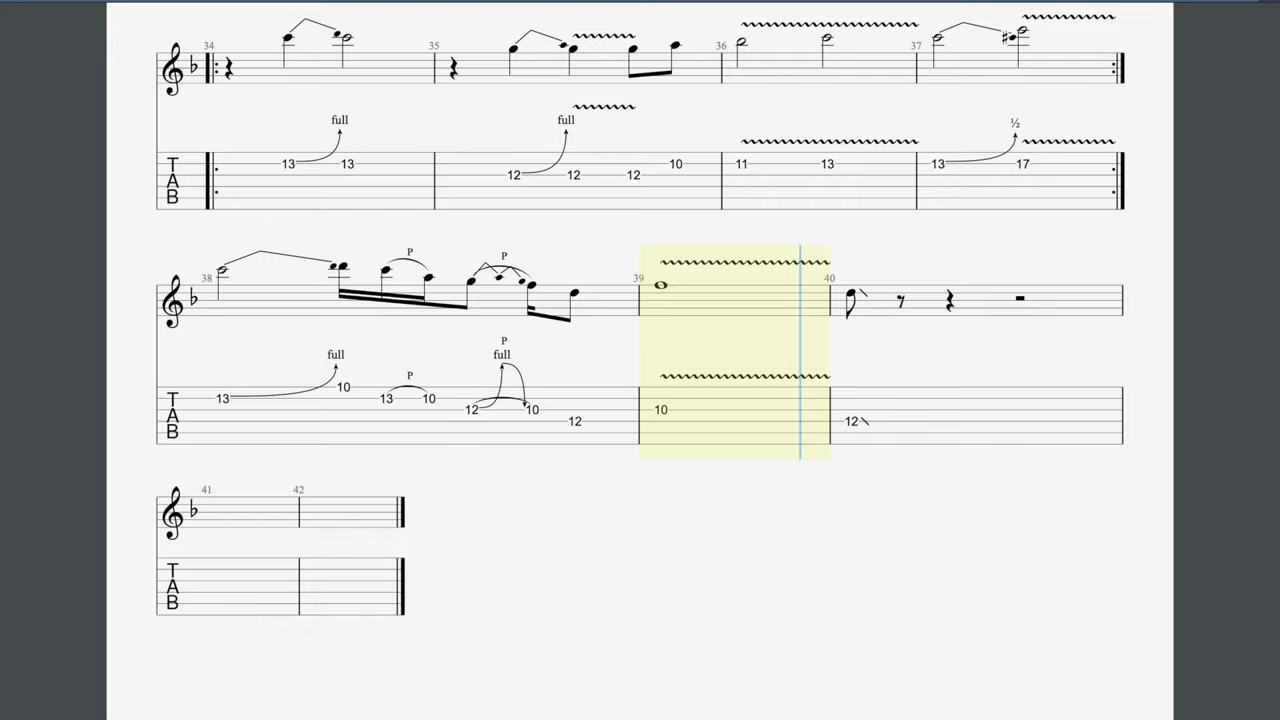 34 35 36 37
full full ½
T 13 13 12 12 12 10 11 13 13 17
A
B
38 P P 39 40
P
full P full
T 13 10 13 10 12 10 12 10 12
A
B
41 42
T
A
B